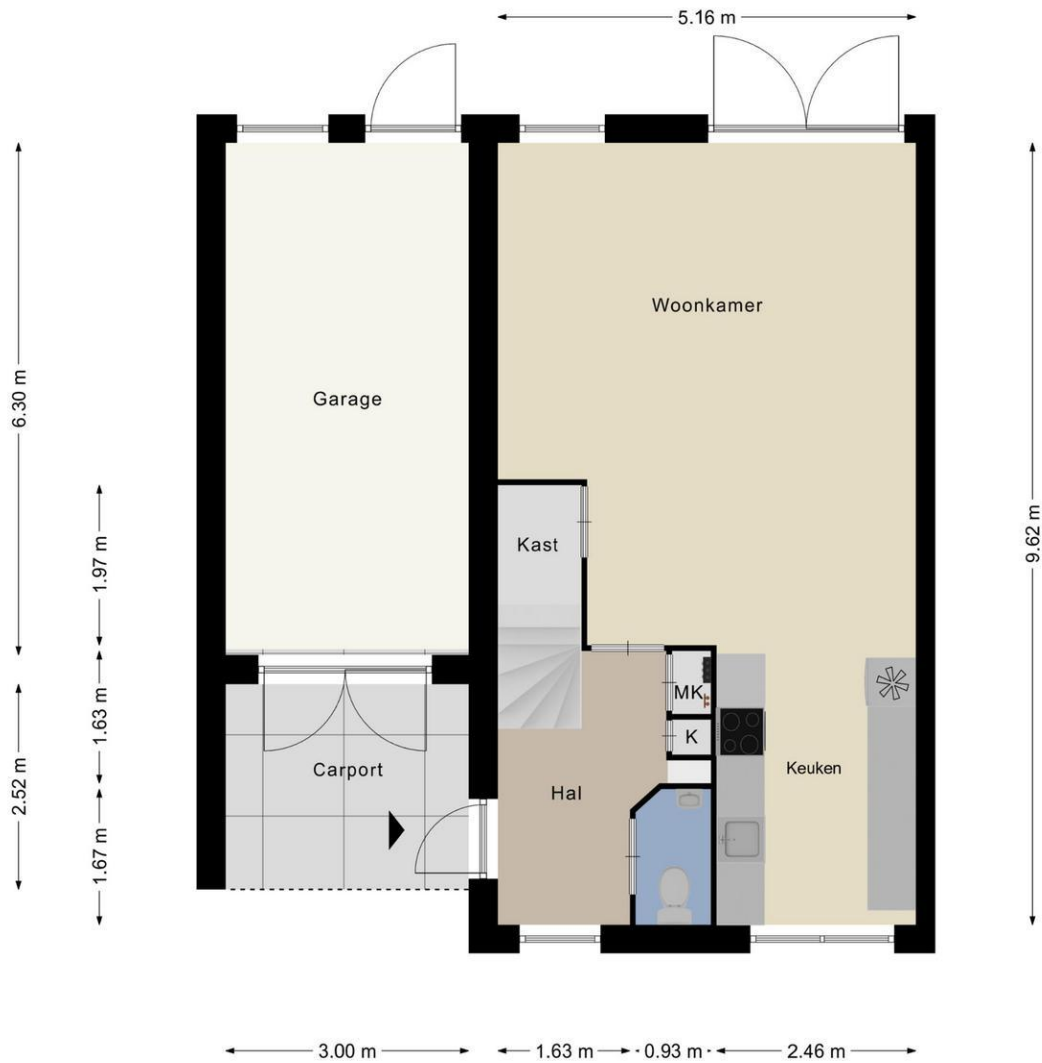 5.16 m
Woonkamer
Garage
6.30 m
9.62 m
Kast
1.97 m
MK
K
1.63 m
Carport
Keuken
Hal
2.52 m
1.67 m
3.00 m
1.63 m
0.93 m
2.46 m